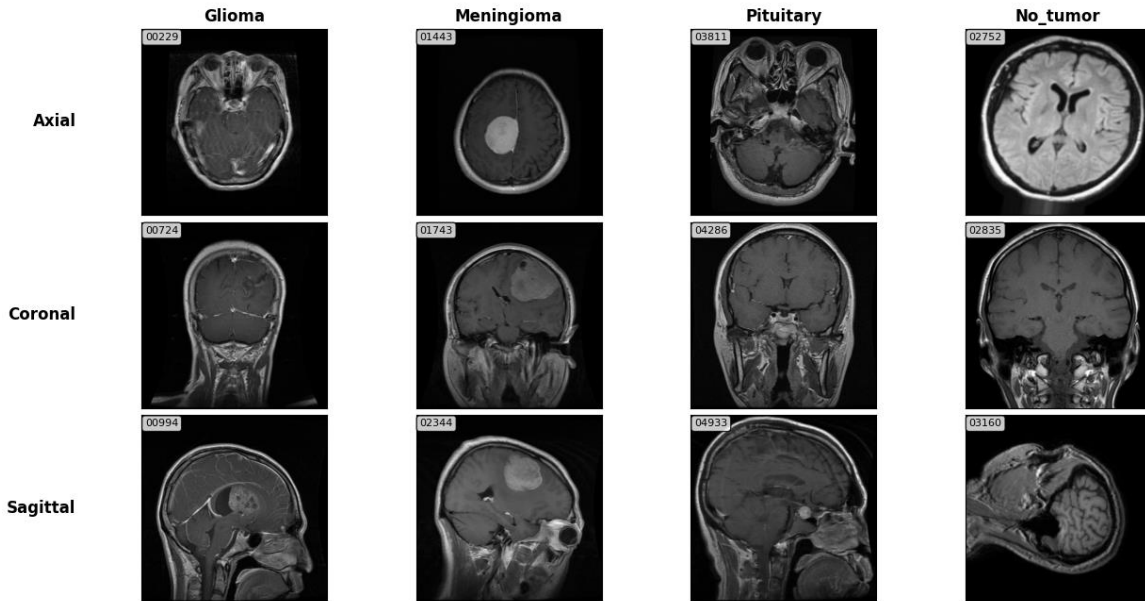 Glioma Meningioma Pituitary No_tumor
Axial 00229 01443 03811 02752
Coronal 00724 01743 04286 02835
Sagittal 00994 02344 04933 03160